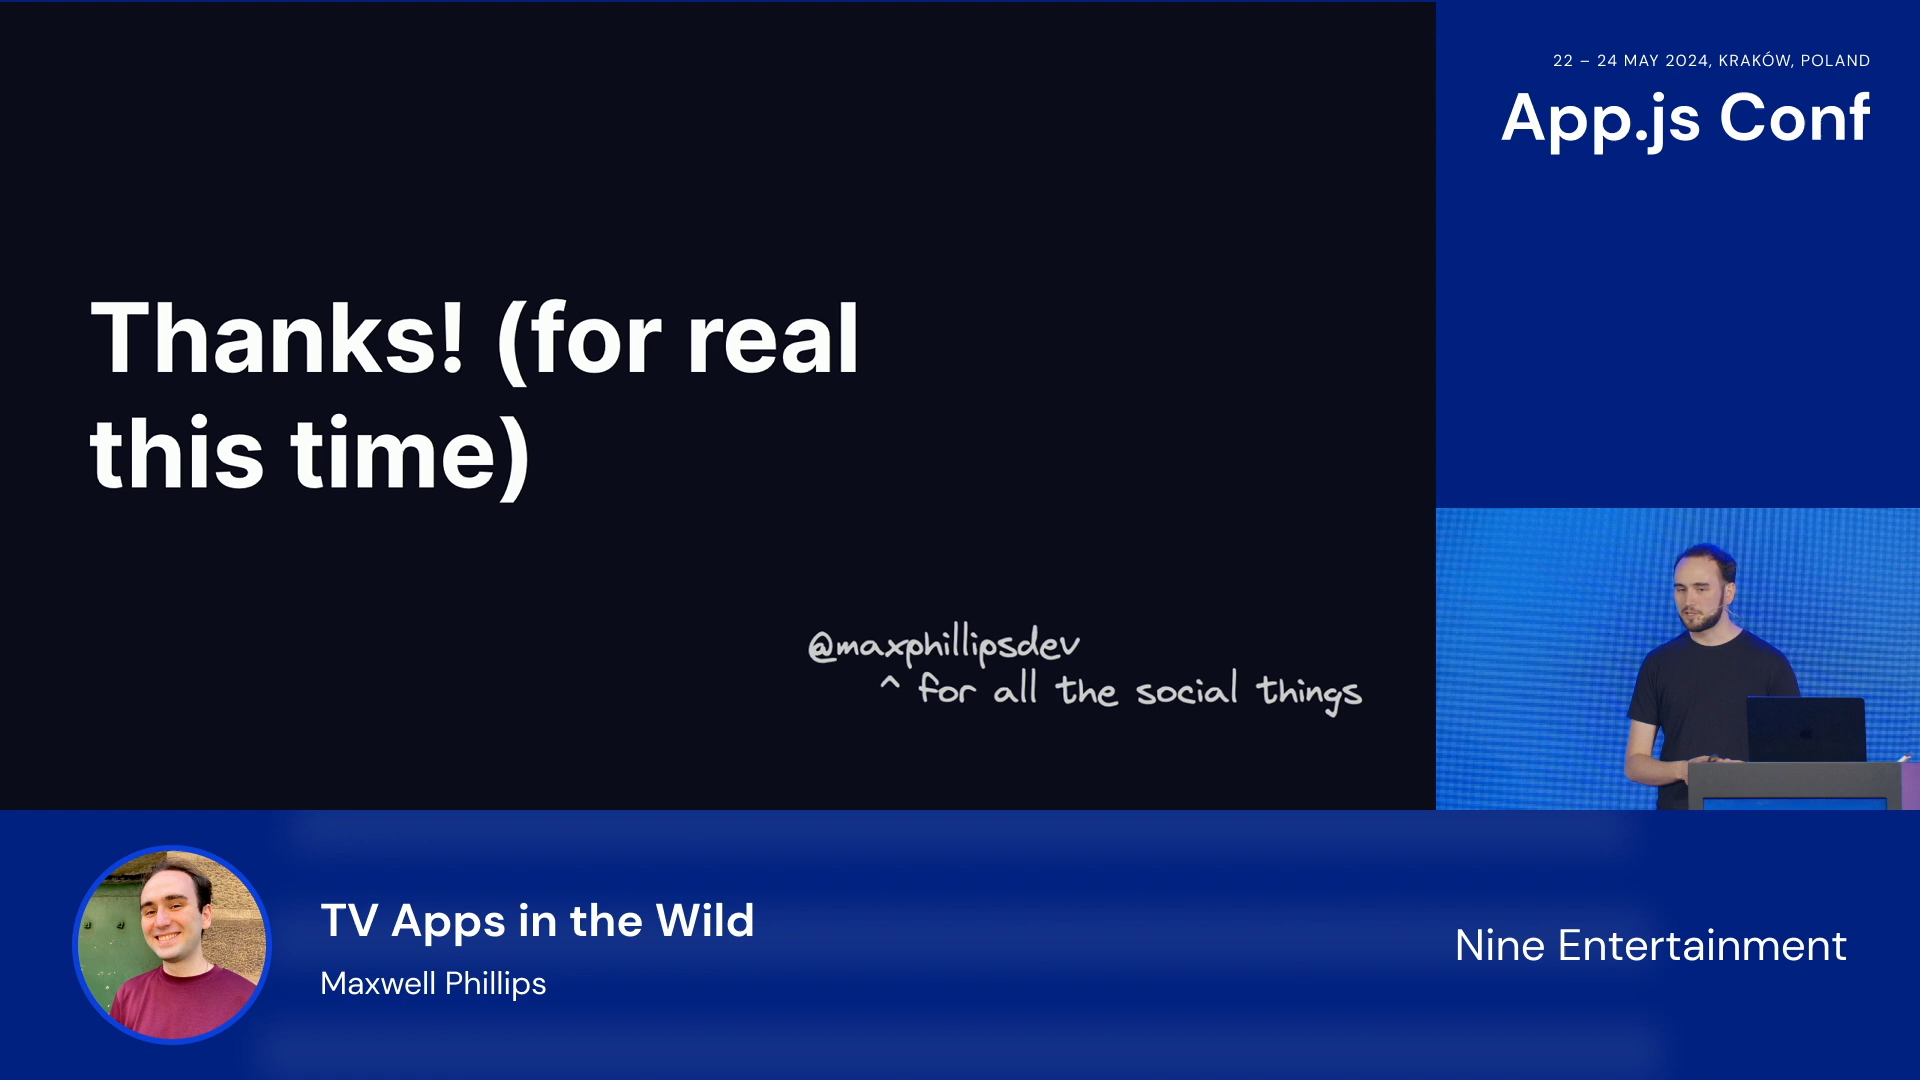 22 – 24 MAY 2024, KRAKÓW, POLAND
App.js Conf
Thanks! (for real
this time)
@maxphillipsdev
^ for all the social things
TV Apps in the Wild
Maxwell Phillips
Nine Entertainment